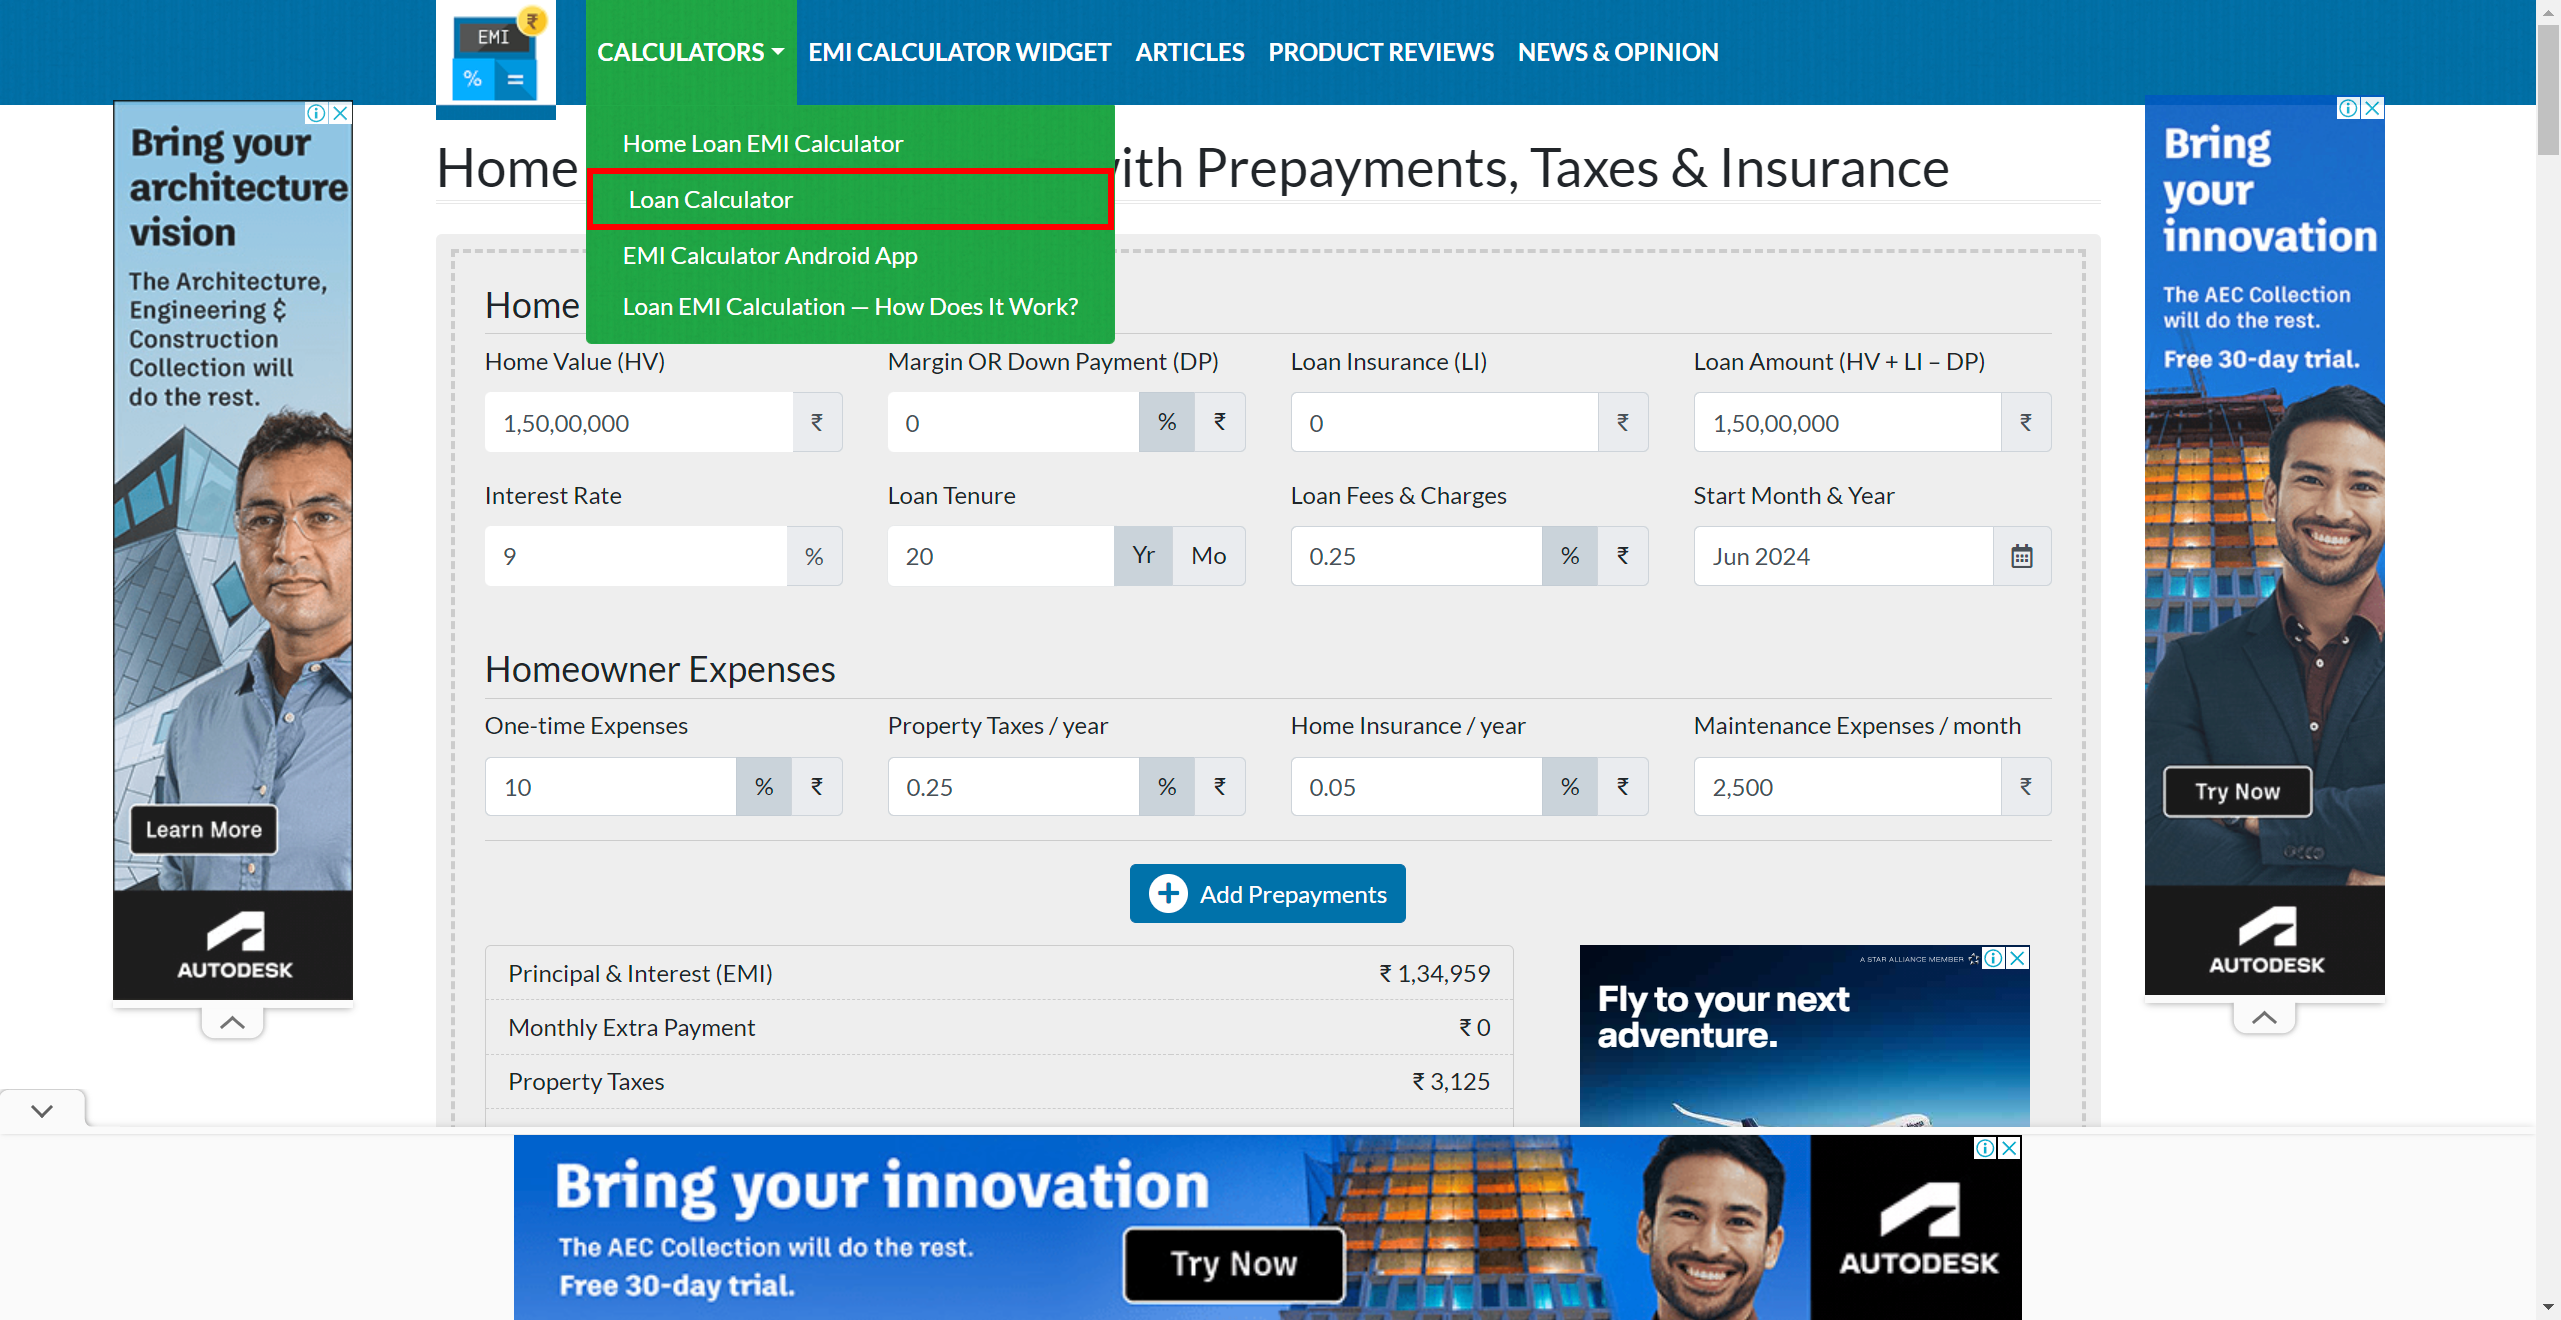 EMI
₹
%
=
CALCULATORS
EMI CALCULATOR WIDGET
ARTICLES
PRODUCT REVIEWS
NEWS & OPINION
Home Loan EMI Calculator
Loan Calculator
EMI Calculator Android App
Loan EMI Calculation — How Does It Work?
Home
ith Prepayments, Taxes & Insurance
Bring your
architecture
vision
The Architecture,
Engineering &
Construction
Collection will
do the rest.
Learn More
AUTODESK
Home
Home Value (HV)
Margin OR Down Payment (DP)
Loan Insurance (LI)
Loan Amount (HV + LI – DP)
1,50,00,000 ₹
0 % ₹
0 ₹
1,50,00,000 ₹
Interest Rate
Loan Tenure
Loan Fees & Charges
Start Month & Year
9 %
20 Yr Mo
0.25 % ₹
Jun 2024
Homeowner Expenses
One-time Expenses
Property Taxes / year
Home Insurance / year
Maintenance Expenses / month
10 % ₹
0.25 % ₹
0.05 % ₹
2,500 ₹
Add Prepayments
Principal & Interest (EMI) ₹ 1,34,959
Monthly Extra Payment ₹ 0
Property Taxes ₹ 3,125
A STAR ALLIANCE MEMBER
Fly to your next
adventure.
Bring
your
innovation
The AEC Collection
will do the rest.
Free 30-day trial.
Try Now
AUTODESK
Bring your innovation
The AEC Collection will do the rest.
Free 30-day trial.
Try Now
AUTODESK